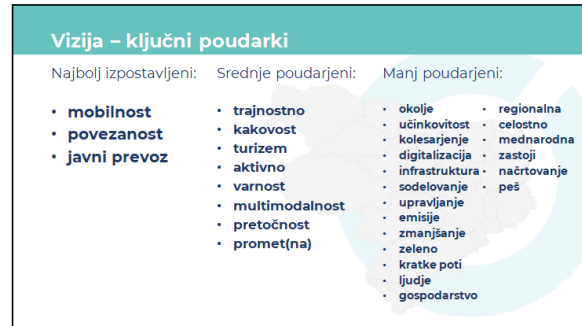 Vizija – ključni poudarki
Najbolj izpostavljeni:
• mobilnost
• povezanost
• javni prevoz
Srednje poudarjeni:
• trajnostno
• kakovost
• turizem
• aktivno
• varnost
• multimodalnost
• pretočnost
• promet(na)
Manj poudarjeni:
• okolje
• učinkovitost
• kolesarjenje
• digitalizacija
• infrastruktura
• sodelovanje
• upravljanje
• emisije
• zmanjšanje
• zeleno
• kratke poti
• ljudje
• gospodarstvo
• regionalna
• celostno
• mednarodna
• zastoji
• načrtovanje
• peš